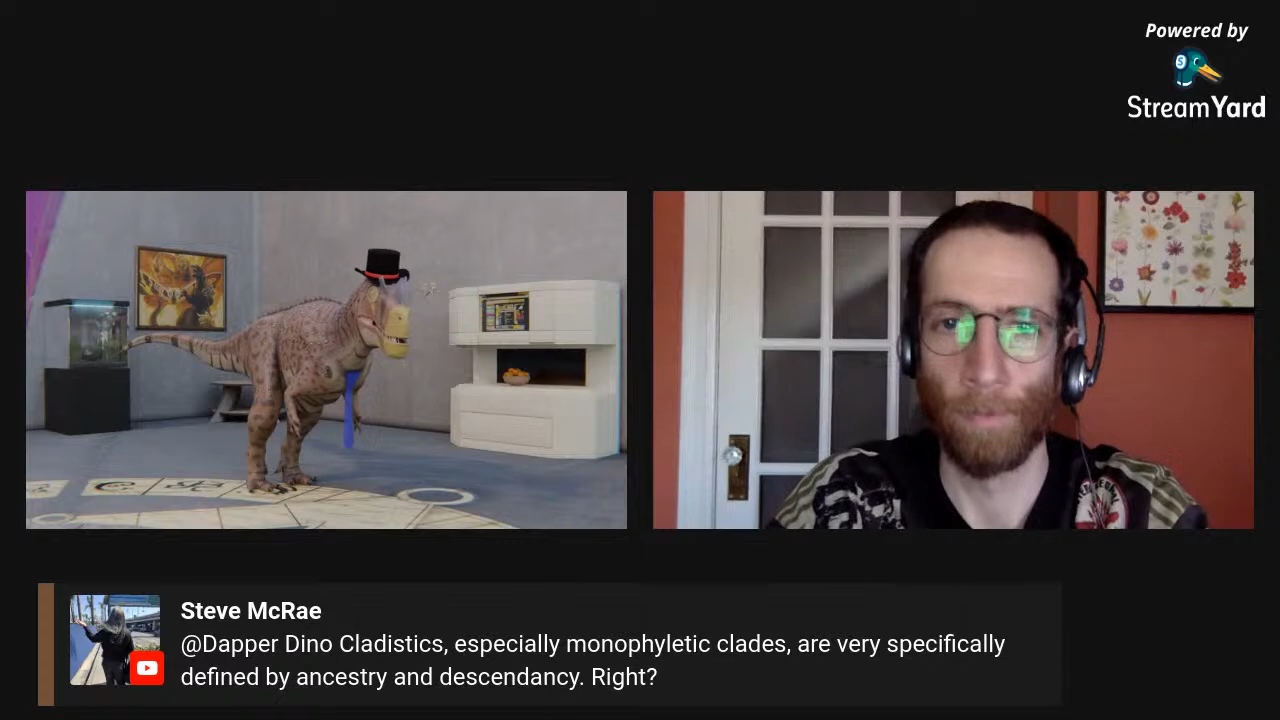 Powered by
StreamYard
Steve McRae
@Dapper Dino Cladistics, especially monophyletic clades, are very specifically
defined by ancestry and descendancy. Right?